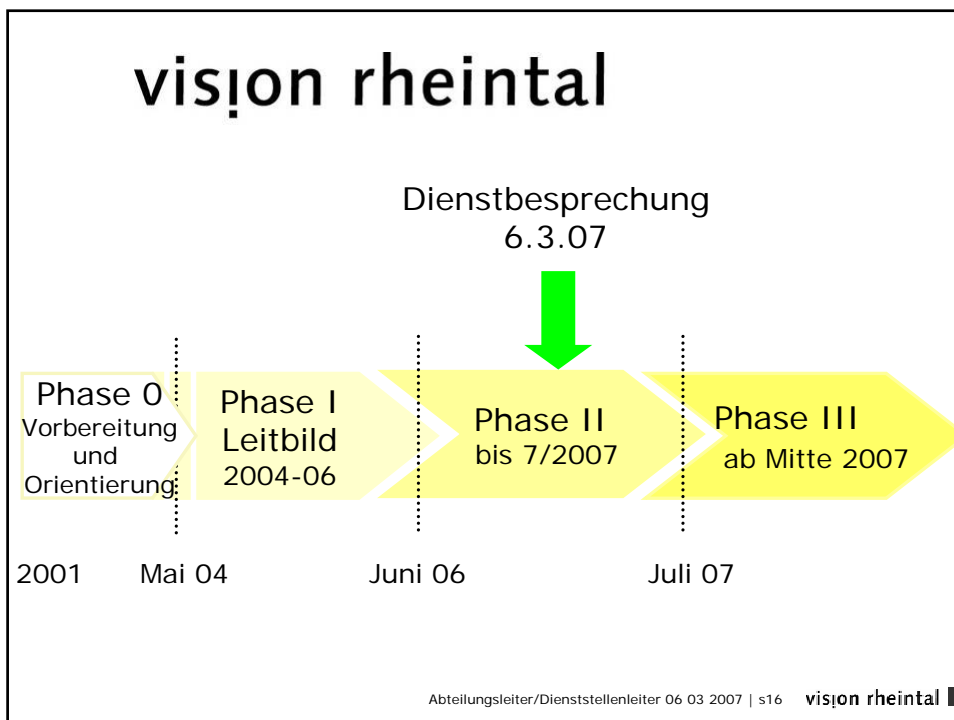 vision rheintal
Dienstbesprechung
6.3.07
Phase 0
Vorbereitung
und
Orientierung
Phase I
Leitbild
2004-06
Phase II
bis 7/2007
Phase III
ab Mitte 2007
2001
Mai 04
Juni 06
Juli 07
Abteilungsleiter/Dienststellenleiter 06 03 2007 | s16
vision rheintal